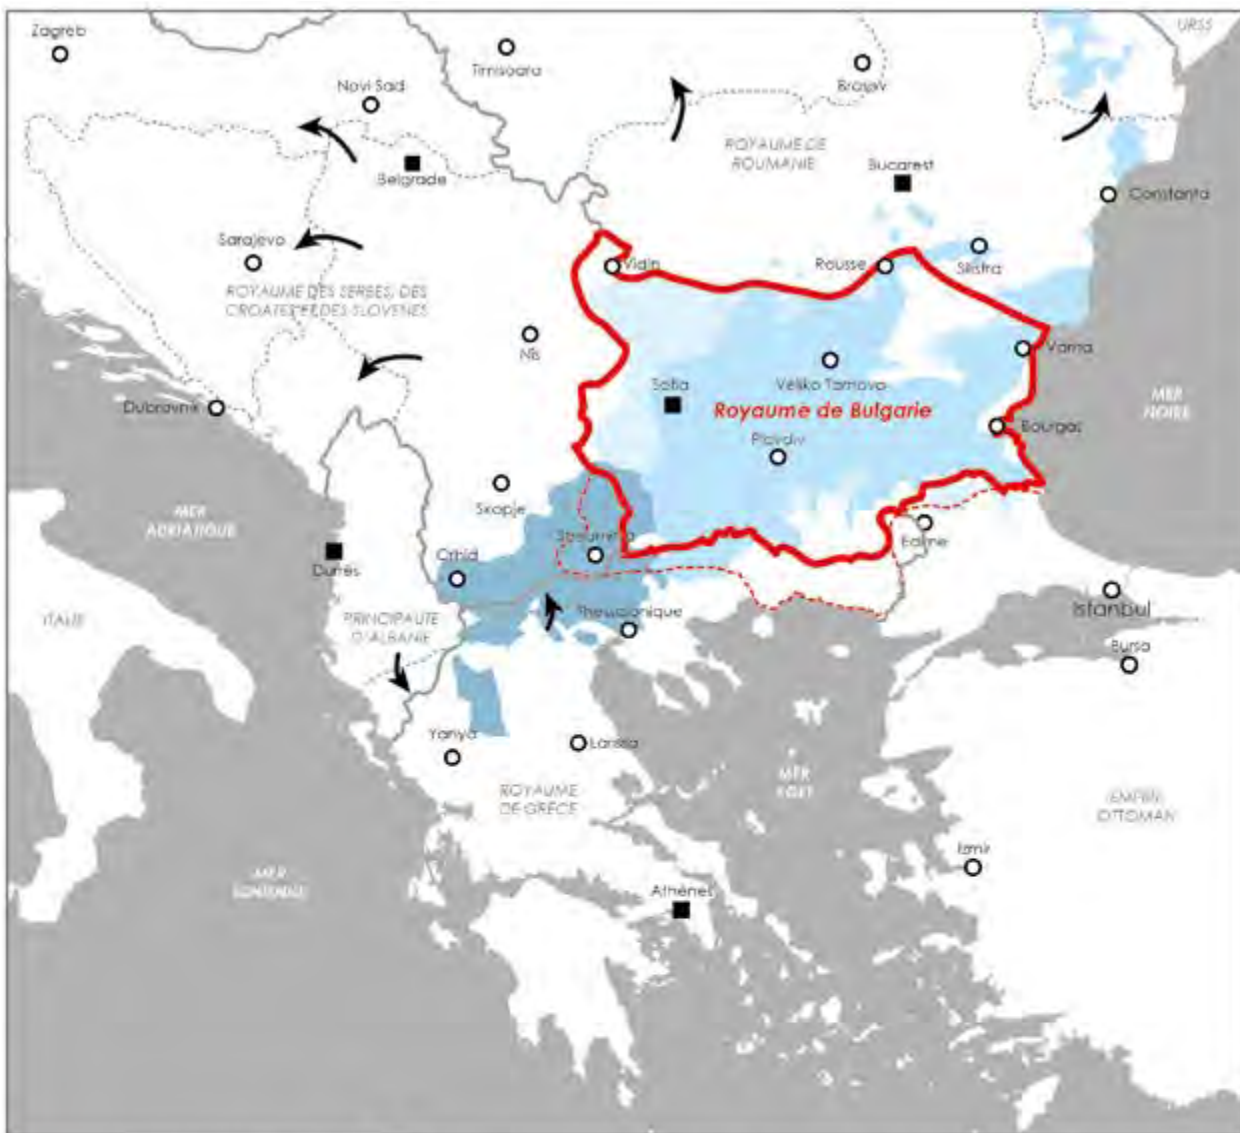 Zagreb
Timisoara
URSS
Novi Sad
Brasov
ROYAUME DE
ROUMANIE
Belgrade
Bucarest
Constanta
Sarajevo
Vidin
Rousse
Silistra
ROYAUME DES SERBES, DES
CROATES ET DES SLOVENES
Nis
Varna
Sofia
Veliko Tarnovo
Dubrovnik
Royaume de Bulgarie
MER
NOIRE
Bourgas
Plovdiv
Skopje
MER
ADRIATIQUE
Edirne
Durrës
Orhid
Istanbul
ITALIE
PRINCIPAUTE
D'ALBANIE
Thessalonique
Bursa
Yanya
Larissa
ROYAUME
DE GRECE
MER
EGEE
EMPIRE
OTTOMAN
Izmir
MER
IONIENNE
Athènes